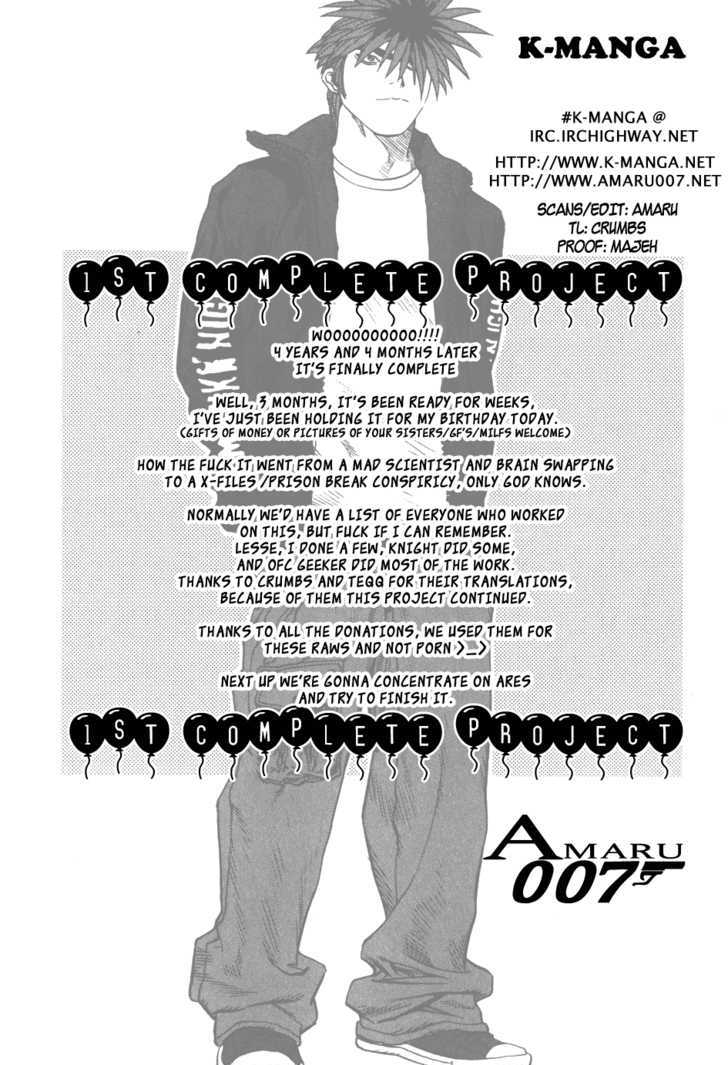 K-MANGA
#K-MANGA @
IRC.IRCHIGHWAY.NET
HTTP://WWW.K-MANGA.NET
HTTP://WWW.AMARU007.NET
SCANS/EDIT: AMARU
TL: CRUMBS
PROOF: MAJEH
1ST COMPLETE PROJECT
WOOOOOOOOOO!!!!
4 YEARS AND 4 MONTHS LATER
IT'S FINALLY COMPLETE
WELL, 3 MONTHS, IT'S BEEN READY FOR WEEKS,
I'VE JUST BEEN HOLDING IT FOR MY BIRTHDAY TODAY.
(GIFTS OF MONEY OR PICTURES OF YOUR SISTERS/GF'S/MILFS WELCOME)
HOW THE FUCK IT WENT FROM A MAD SCIENTIST AND BRAIN SWAPPING
TO A X-FILES/PRISON BREAK CONSPIRICY, ONLY GOD KNOWS.
NORMALLY WE'D HAVE A LIST OF EVERYONE WHO WORKED
ON THIS, BUT FUCK IF I CAN REMEMBER.
LESSE, I DONE A FEW, KNIGHT DID SOME,
AND OFC GEEKER DID MOST OF THE WORK.
THANKS TO CRUMBS AND TEQQ FOR THEIR TRANSLATIONS,
BECAUSE OF THEM THIS PROJECT CONTINUED.
THANKS TO ALL THE DONATIONS, WE USED THEM FOR
THESE RAWS AND NOT PORN >_>
NEXT UP WE'RE GONNA CONCENTRATE ON ARES
AND TRY TO FINISH IT.
1ST COMPLETE PROJECT
AMARU
007